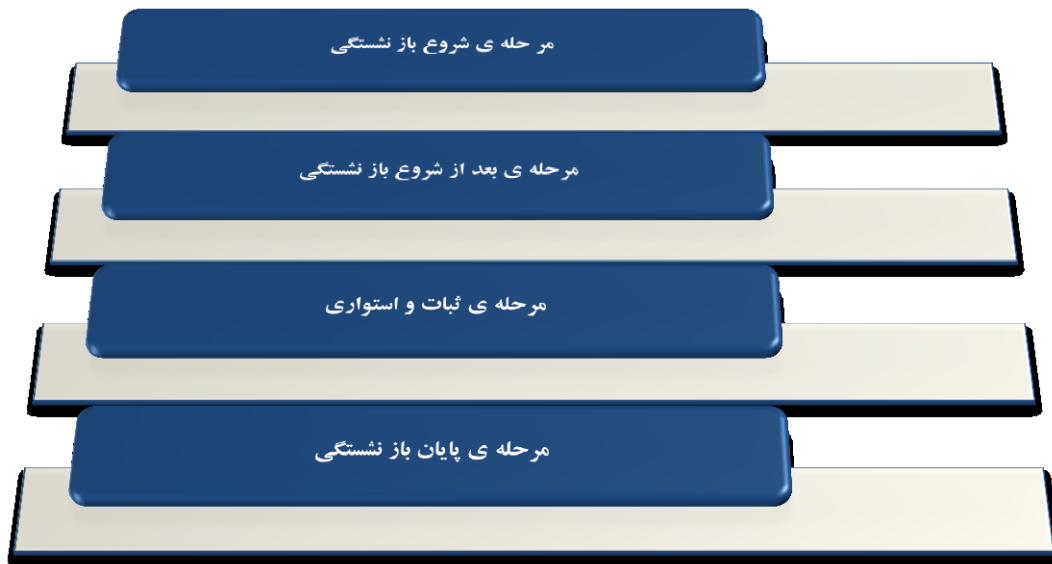 مر حله ی شروع باز نشستگی
مرحله ی بعد از شروع باز نشستگی
مرحله ی ثبات و استواری
مرحله ی پایان باز نشستگی